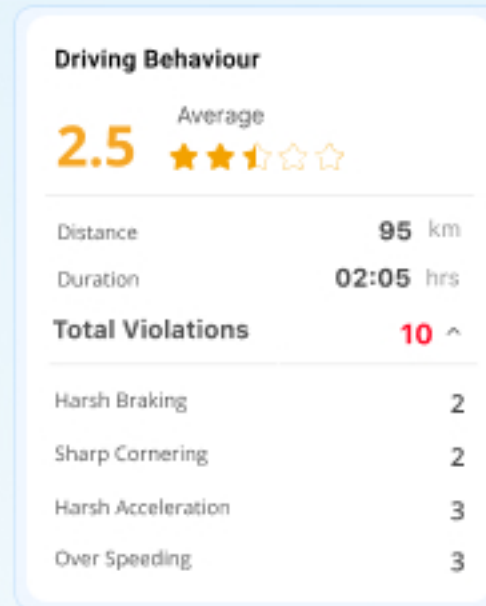 Driving Behaviour
Average
2.5
Distance 95 km
Duration 02:05 hrs
Total Violations 10
Harsh Braking 2
Sharp Cornering 2
Harsh Acceleration 3
Over Speeding 3